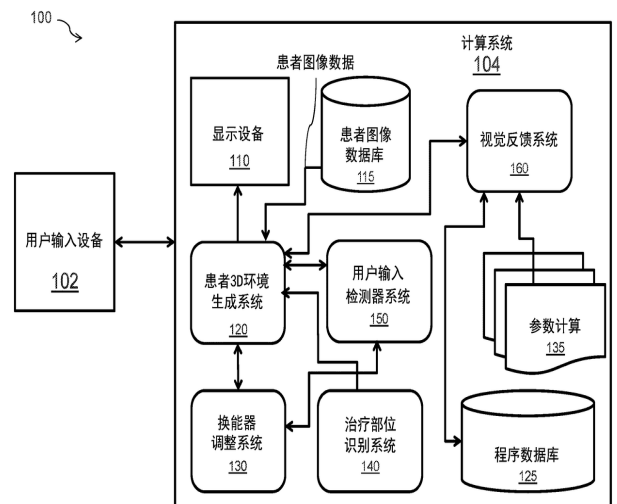 100
计算系统
104
患者图像数据
显示设备
110
患者图像
数据库
115
视觉反馈系统
160
用户输入设备
102
患者3D环境
生成系统
120
用户输入
检测器系统
150
参数计算
135
换能器
调整系统
130
治疗部位
识别系统
140
程序数据库
125